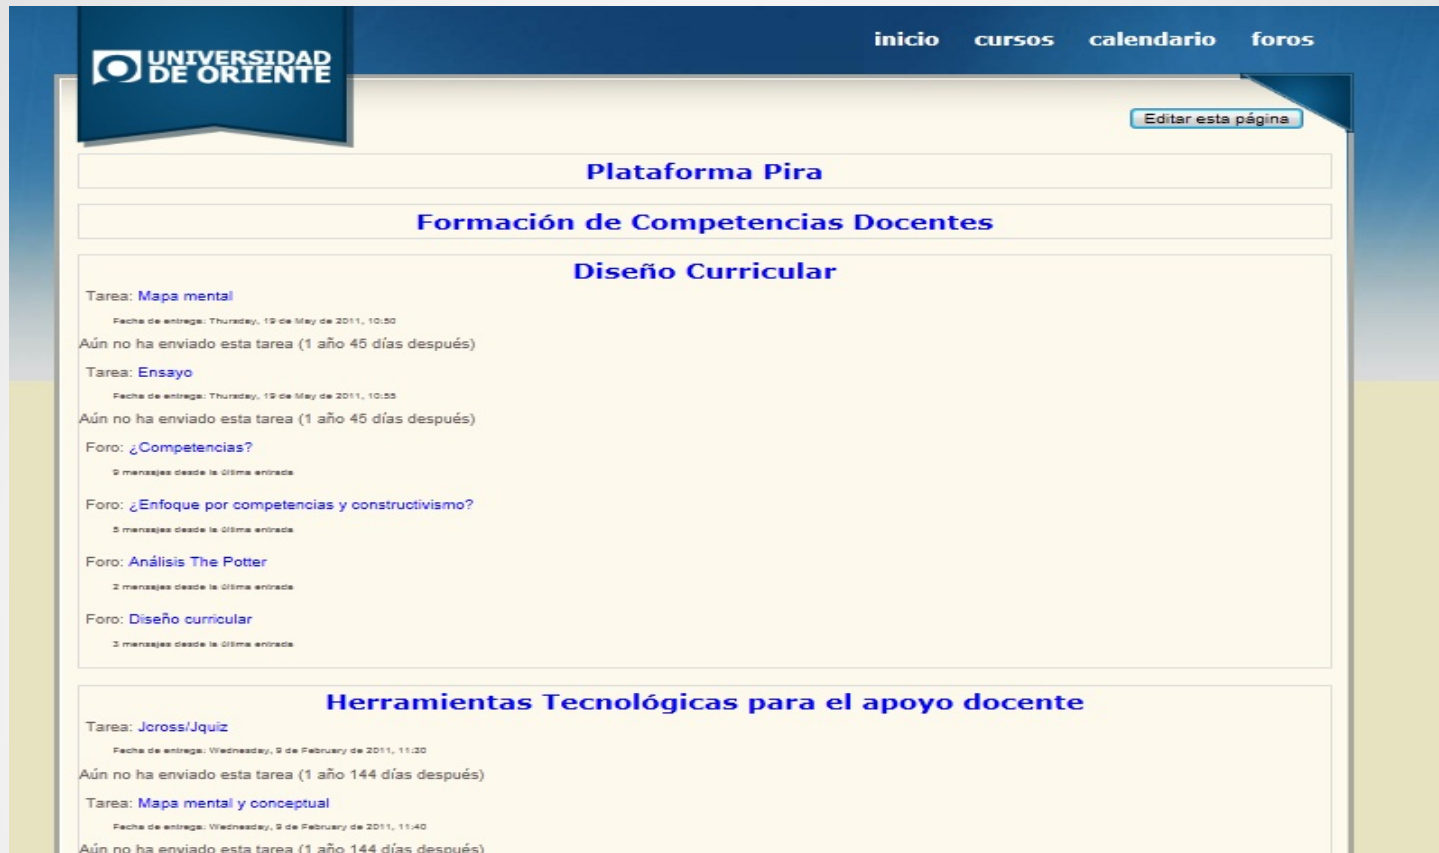 UNIVERSIDAD
DE ORIENTE
inicio cursos calendario foros
Editar esta página
Plataforma Pira
Formación de Competencias Docentes
Diseño Curricular
Tarea: Mapa mental
Fecha de entrega: Thursday, 19 de May de 2011, 10:50
Aún no ha enviado esta tarea (1 año 45 días después)
Tarea: Ensayo
Fecha de entrega: Thursday, 19 de May de 2011, 10:55
Aún no ha enviado esta tarea (1 año 45 días después)
Foro: ¿Competencias?
9 mensajes desde la última entrada
Foro: ¿Enfoque por competencias y constructivismo?
5 mensajes desde la última entrada
Foro: Análisis The Potter
2 mensajes desde la última entrada
Foro: Diseño curricular
3 mensajes desde la última entrada
Herramientas Tecnológicas para el apoyo docente
Tarea: Jcross/Jquiz
Fecha de entrega: Wednesday, 9 de February de 2011, 11:30
Aún no ha enviado esta tarea (1 año 144 días después)
Tarea: Mapa mental y conceptual
Fecha de entrega: Wednesday, 9 de February de 2011, 11:40
Aún no ha enviado esta tarea (1 año 144 días después)